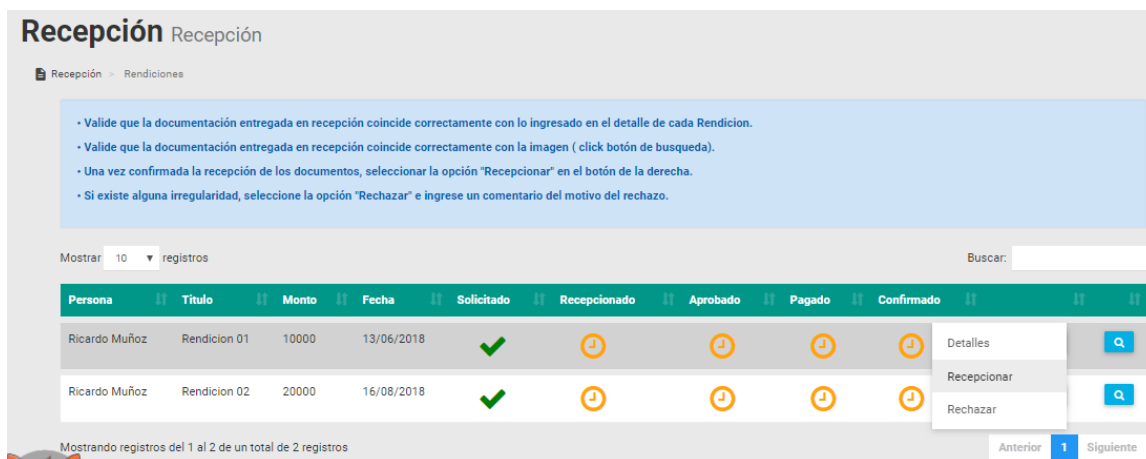 Recepción Recepción
Recepción > Rendiciones
• Valide que la documentación entregada en recepción coincide correctamente con lo ingresado en el detalle de cada Rendicion.
• Valide que la documentación entregada en recepción coincide correctamente con la imagen ( click botón de busqueda).
• Una vez confirmada la recepción de los documentos, seleccionar la opción "Recepcionar" en el botón de la derecha.
• Si existe alguna irregularidad, seleccione la opción "Rechazar" e ingrese un comentario del motivo del rechazo.
Mostrar 10 registros Buscar:
Persona Titulo Monto Fecha Solicitado Recepcionado Aprobado Pagado Confirmado
Ricardo Muñoz Rendicion 01 10000 13/06/2018 Detalles
Recepcionar
Ricardo Muñoz Rendicion 02 20000 16/08/2018
Rechazar
Mostrando registros del 1 al 2 de un total de 2 registros Anterior 1 Siguiente